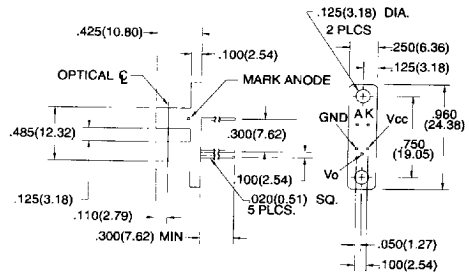 .125(3.18) DIA.
2 PLCS
.425(10.80)
.250(6.36)
.100(2.54)
.125(3.18)
OPTICAL ℄
MARK ANODE
A K
GND
Vcc
.960
(24.38)
.485(12.32)
.300(7.62)
.750
(19.05)
Vo
.100(2.54)
.125(3.18)
.020(0.51) SQ.
5 PLCS.
.110(2.79)
.300(7.62) MIN
.050(1.27)
.100(2.54)